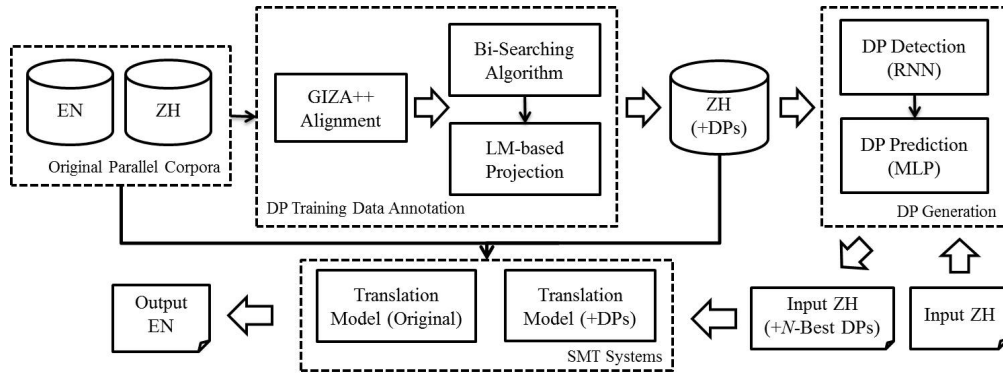 EN
ZH
Original Parallel Corpora
GIZA++
Alignment
Bi-Searching
Algorithm
LM-based
Projection
DP Training Data Annotation
ZH
(+DPs)
DP Detection
(RNN)
DP Prediction
(MLP)
DP Generation
Output
EN
Translation
Model (Original)
Translation
Model (+DPs)
SMT Systems
Input ZH
(+N-Best DPs)
Input ZH